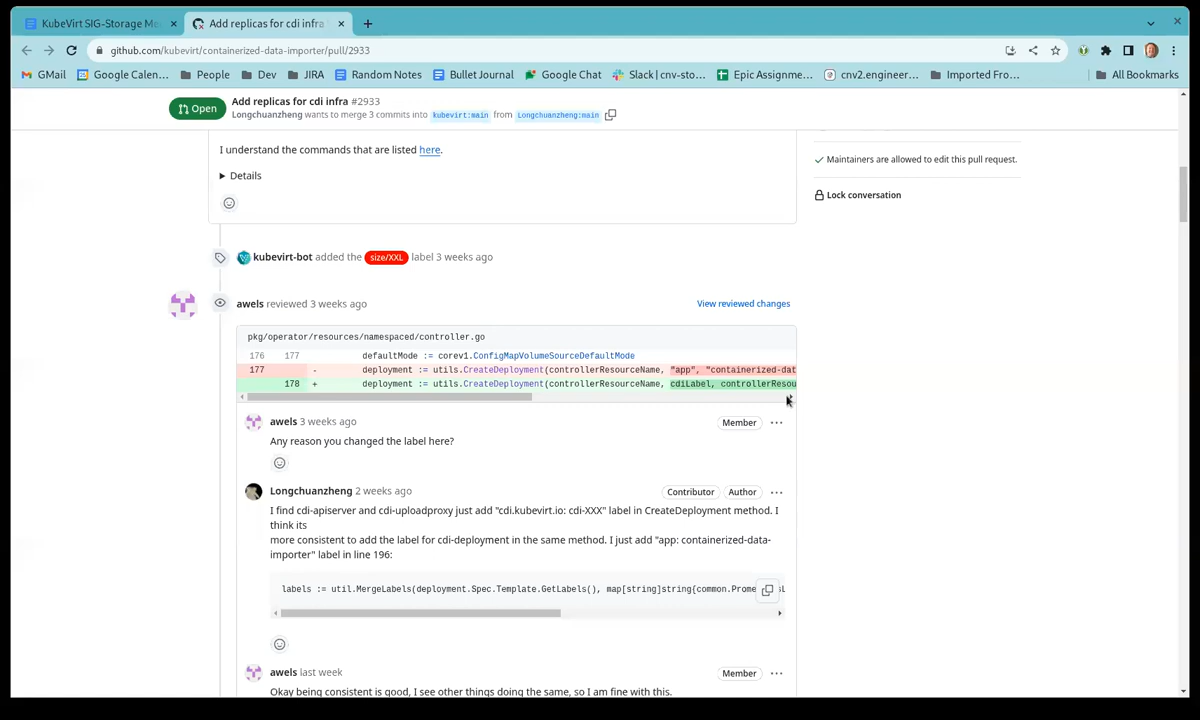 KubeVirt SIG-Storage M
Add replicas for cdi infra
github.com/kubevirt/containerized-data-importer/pull/2933
GMail
Google Calen...
People
Dev
JIRA
Random Notes
Bullet Journal
Google Chat
Slack | cnv-sto...
Epic Assignme...
cnv2.engineer...
Imported Fro...
All Bookmarks
Open
Add replicas for cdi infra #2933
Longchuanzheng wants to merge 3 commits into kubevirt:main from Longchuanzheng:main
I understand the commands that are listed here.
Details
Maintainers are allowed to edit this pull request.
Lock conversation
kubevirt-bot added the size/XXL label 3 weeks ago
awels reviewed 3 weeks ago
View reviewed changes
pkg/operator/resources/namespaced/controller.go
176 177 defaultMode := corev1.ConfigMapVolumeSourceDefaultMode
177 - deployment := utils.CreateDeployment(controllerResourceName, "app", "containerized-dat
178 + deployment := utils.CreateDeployment(controllerResourceName, cdiLabel, controllerResou
awels 3 weeks ago
Member
Any reason you changed the label here?
Longchuanzheng 2 weeks ago
Contributor
Author
I find cdi-apiserver and cdi-uploadproxy just add "cdi.kubevirt.io: cdi-XXX" label in CreateDeployment method. I
think its
more consistent to add the label for cdi-deployment in the same method. I just add "app: containerized-data-
importer" label in line 196:
labels := util.MergeLabels(deployment.Spec.Template.GetLabels(), map[string]string{common.Prome
awels last week
Member
Okay being consistent is good, I see other things doing the same, so I am fine with this.